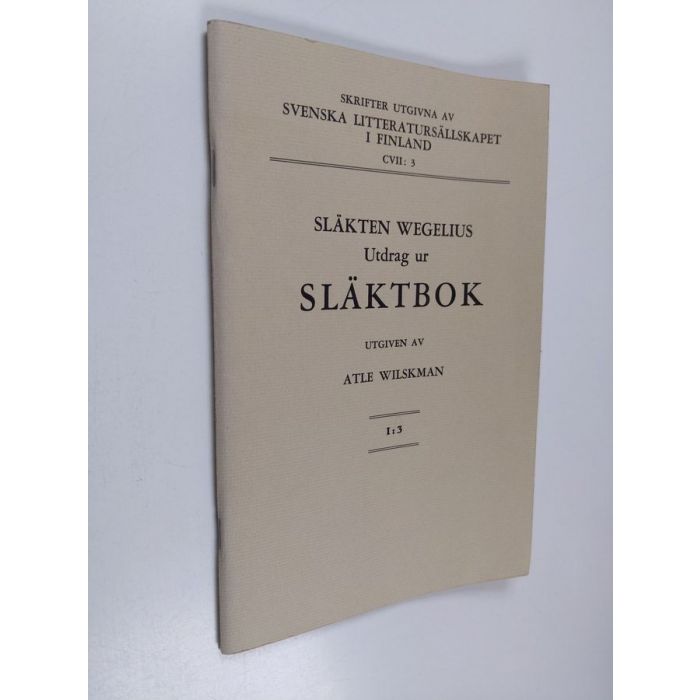 SKRIFTER UTGIVNA AV
SVENSKA LITTERATURSÄLLSKAPET
I FINLAND
CVII: 3
SLÄKTEN WEGELIUS
Utdrag ur
SLÄKTBOK
UTGIVEN AV
ATLE WILSKMAN
I:3